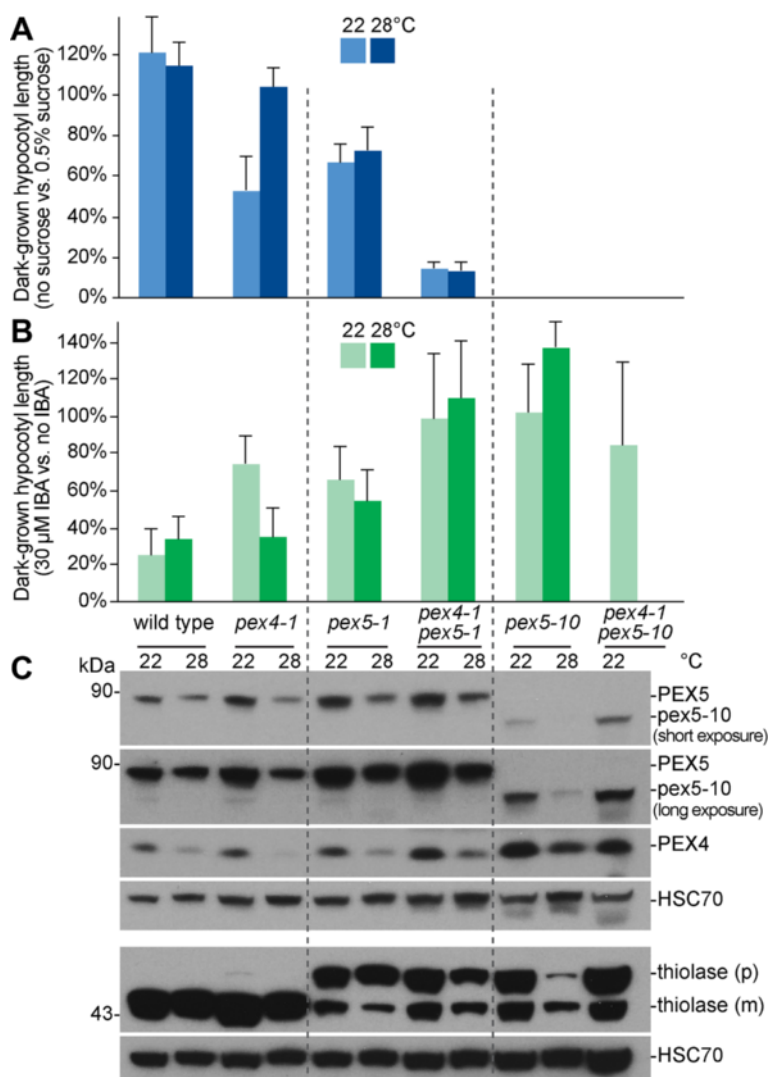 A
22 28°C
120%
100%
80%
60%
40%
20%
0%
Dark-grown hypocotyl length
(no sucrose vs. 0.5% sucrose)
B
22 28°C
140%
120%
100%
80%
60%
40%
20%
0%
Dark-grown hypocotyl length
(30 µM IBA vs. no IBA)
wild type
pex4-1
pex5-1
pex4-1
pex5-1
pex5-10
pex4-1
pex5-10
C
kDa
22 28 22 28 22 28 22 28 22 28 22 °C
90-
-PEX5
-pex5-10
(short exposure)
90-
-PEX5
-pex5-10
(long exposure)
-PEX4
-HSC70
-thiolase (p)
43-
-thiolase (m)
-HSC70